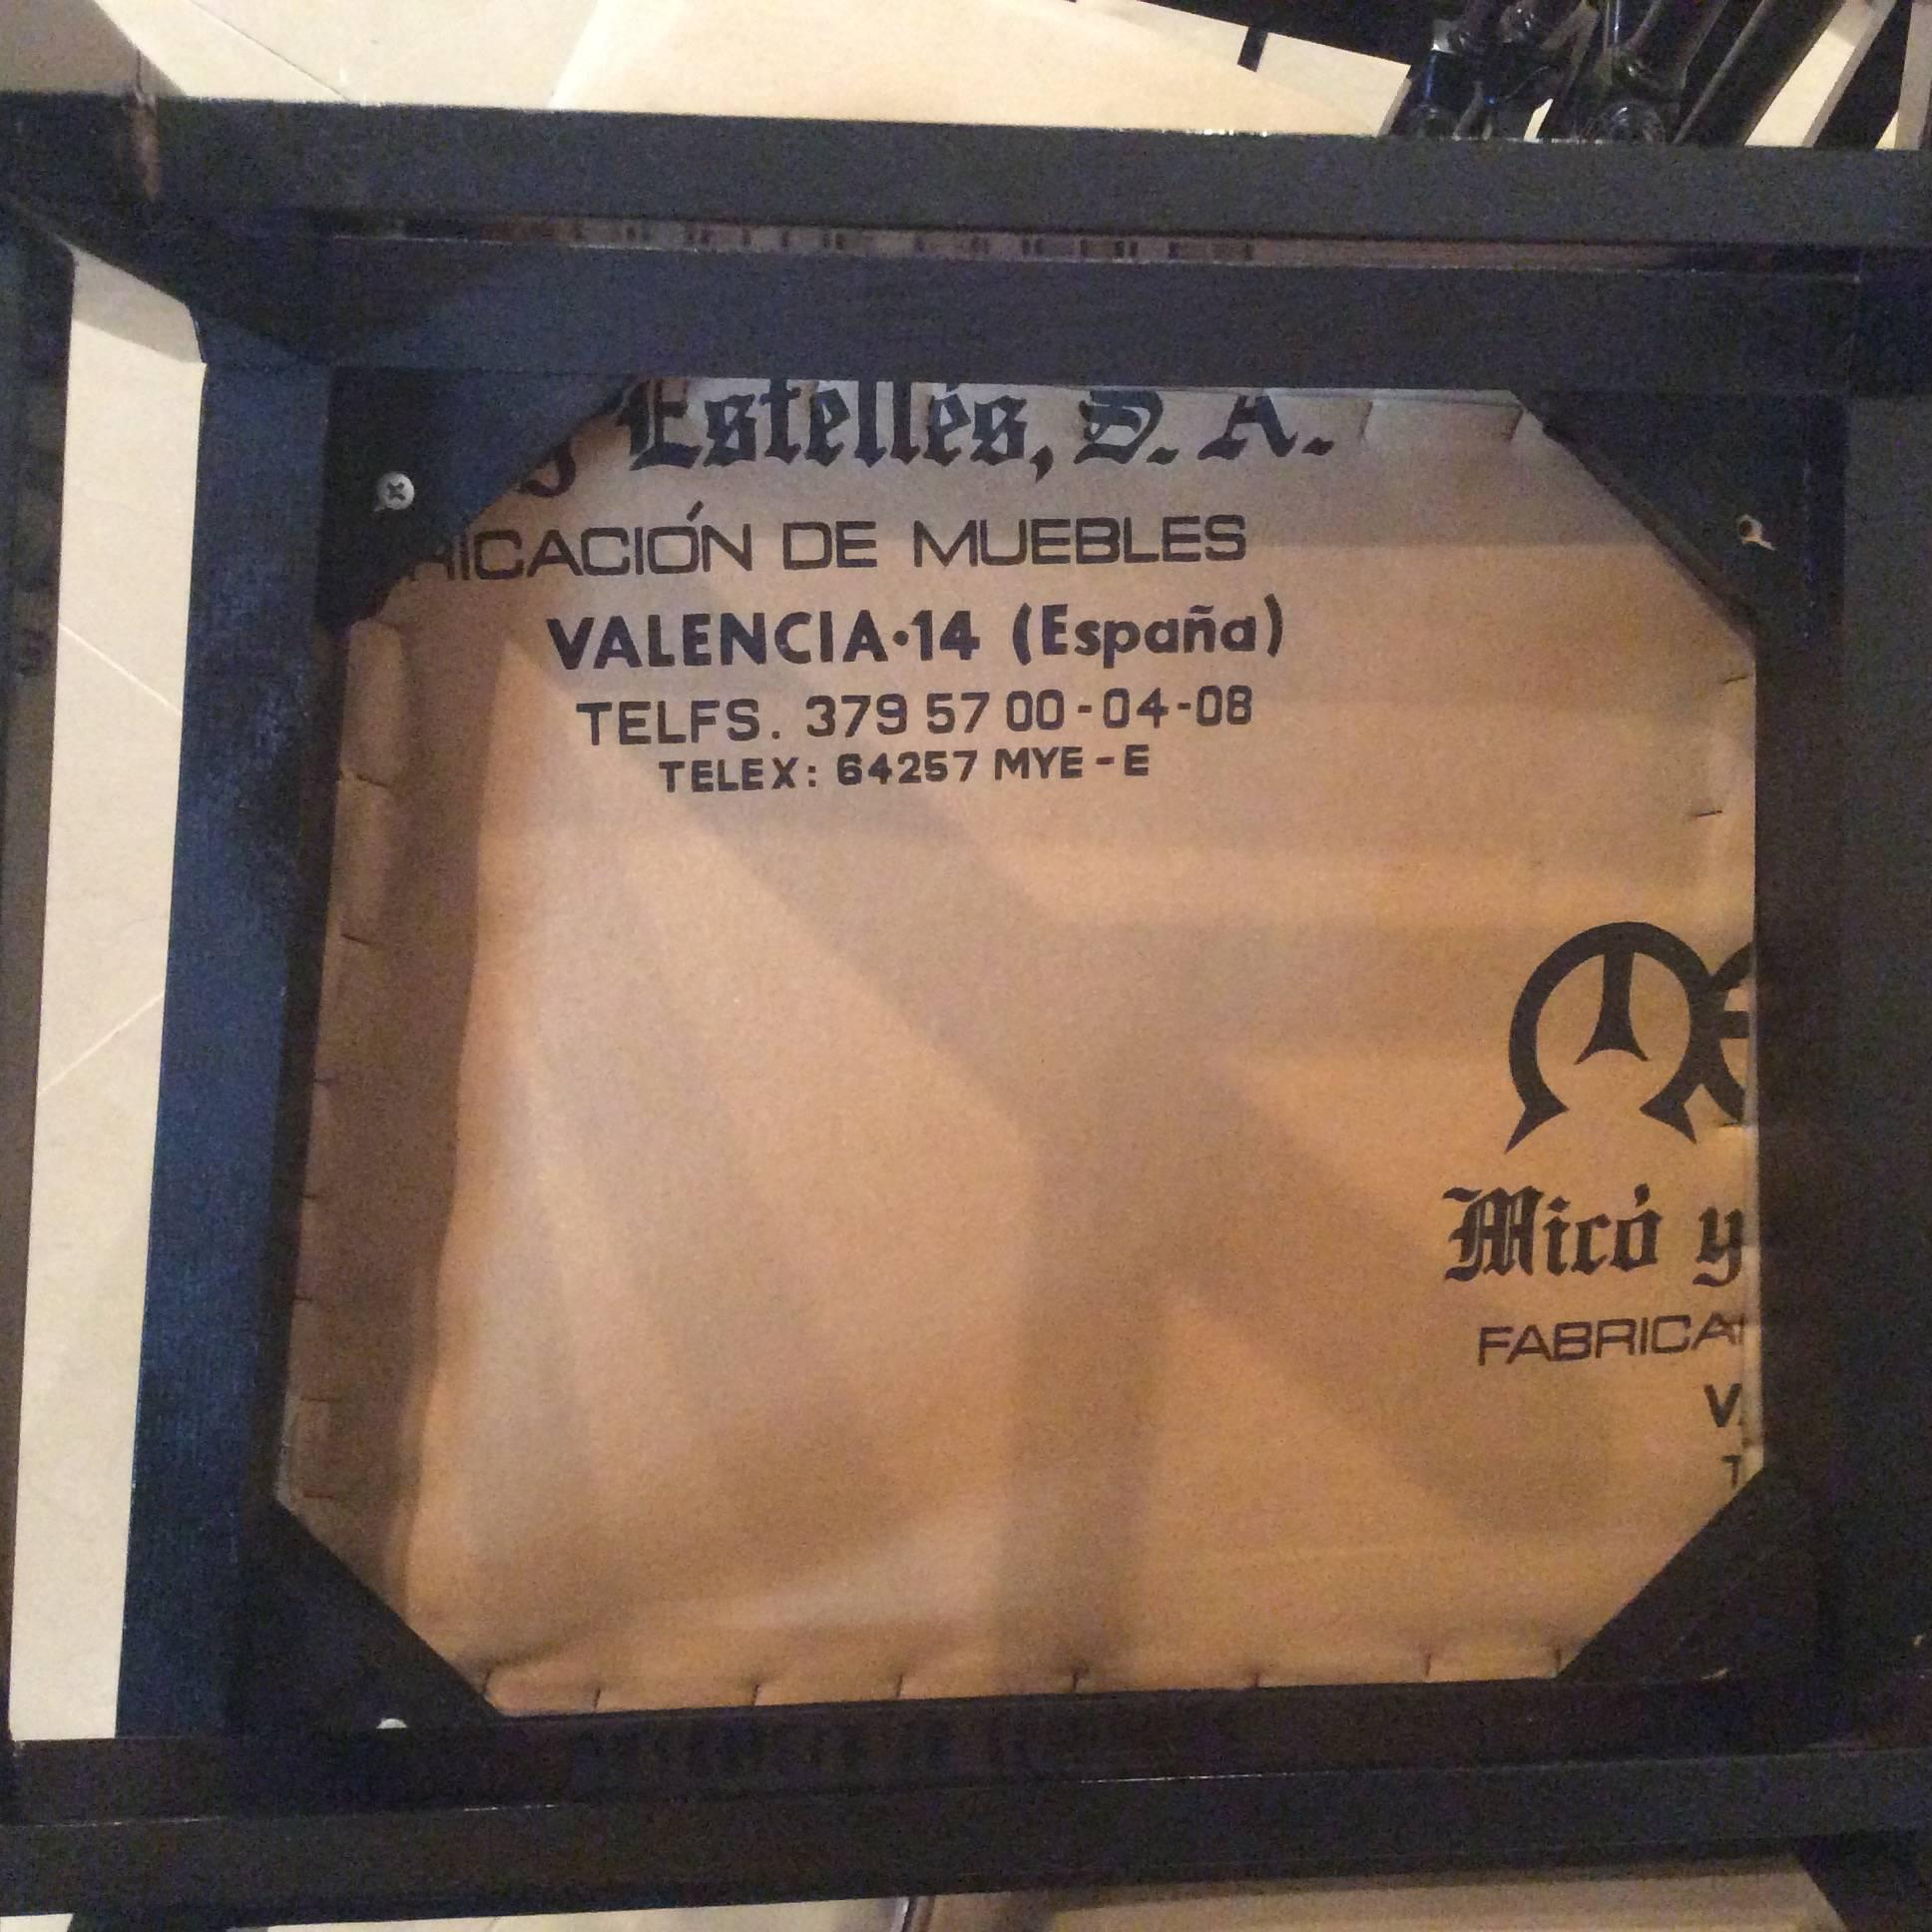 y Estellés, S. A.
RICACIÓN DE MUEBLES
VALENCIA·14 (España)
TELFS. 379 57 00-04-08
TELEX: 64257 MYE-E
Micó y
FABRICA
V
T